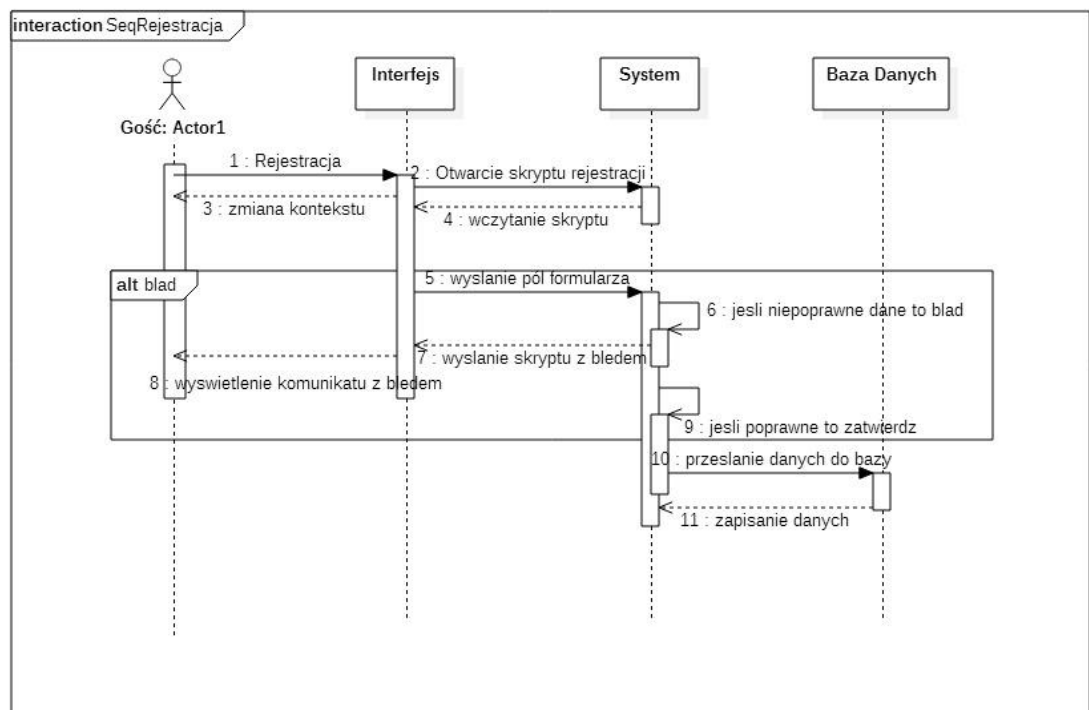 interaction SeqRejestracja
Interfejs
System
Baza Danych
Gość: Actor1
1 : Rejestracja
2 : Otwarcie skryptu rejestracji
3 : zmiana kontekstu
4 : wczytanie skryptu
alt blad
5 : wyslanie pól formularza
6 : jesli niepoprawne dane to blad
7 : wyslanie skryptu z bledem
8 : wyswietlenie komunikatu z bledem
9 : jesli poprawne to zatwierdz
10 : przeslanie danych do bazy
11 : zapisanie danych